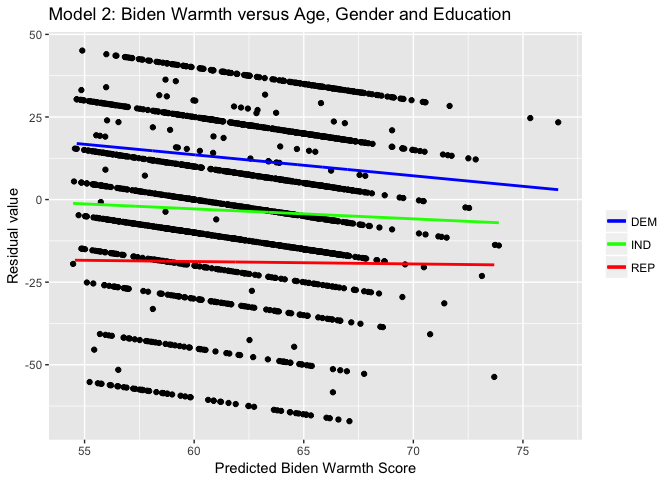 Model 2: Biden Warmth versus Age, Gender and Education
50
25
0
-25
-50
Residual value
55
60
65
70
75
Predicted Biden Warmth Score
DEM
IND
REP